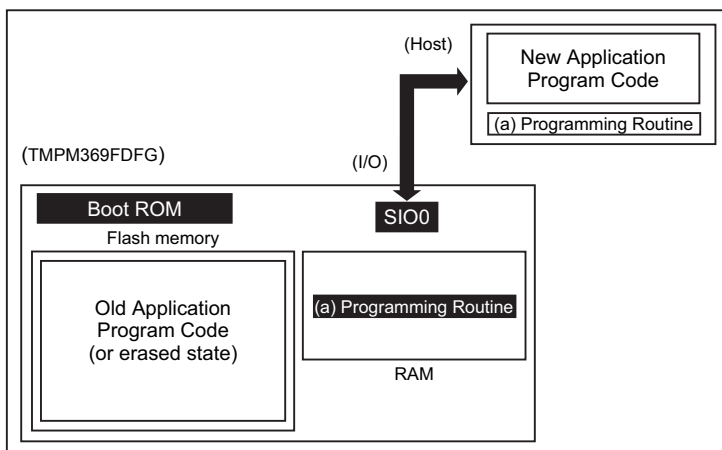 (Host)
New Application
Program Code
(a) Programming Routine
(TMPM369FDFG)
(I/O)
Boot ROM
SIO0
Flash memory
Old Application
Program Code
(or erased state)
(a) Programming Routine
RAM